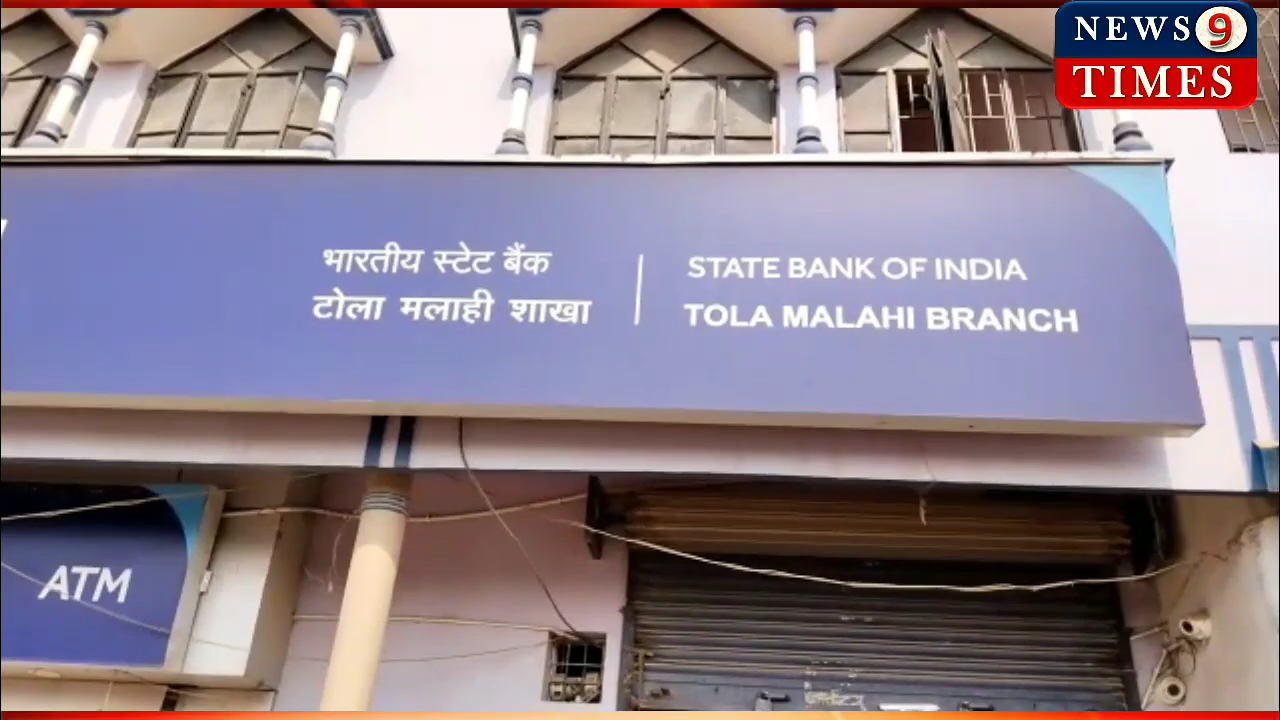 NEWS 9
TIMES
भारतीय स्टेट बैंक
टोला मलाही शाखा
STATE BANK OF INDIA
TOLA MALAHI BRANCH
ATM